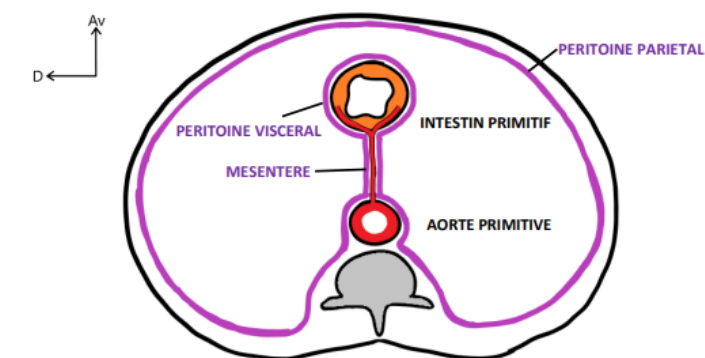 Av
D
PERITOINE PARIETAL
PERITOINE VISCERAL
INTESTIN PRIMITIF
MESENTERE
AORTE PRIMITIVE